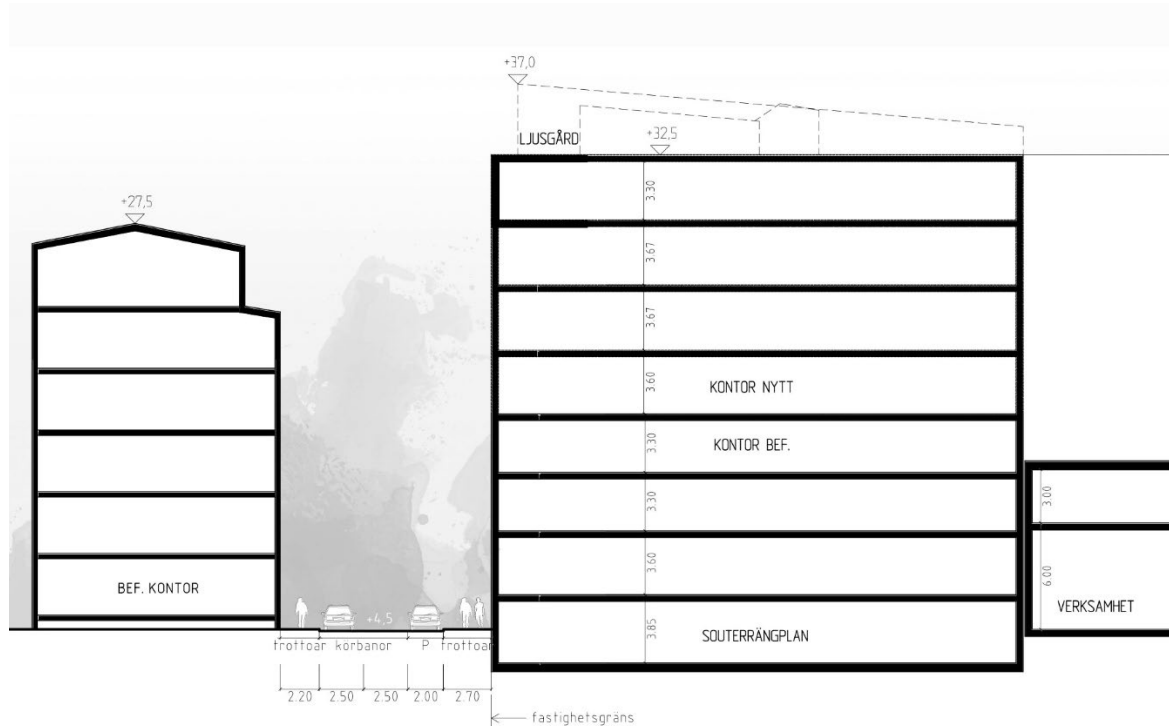 +37,0
LJUSGÅRD
+32,5
+27,5
3.30
3.67
3.67
3.60
KONTOR NYTT
3.30
KONTOR BEF.
3.30
3.00
3.60
6.00
BEF. KONTOR
VERKSAMHET
+4,5
3.85
SOUTERRÄNGPLAN
trottoar körbanor P trottoar
2.20 2.50 2.50 2.00 2.70
fastighetsgräns